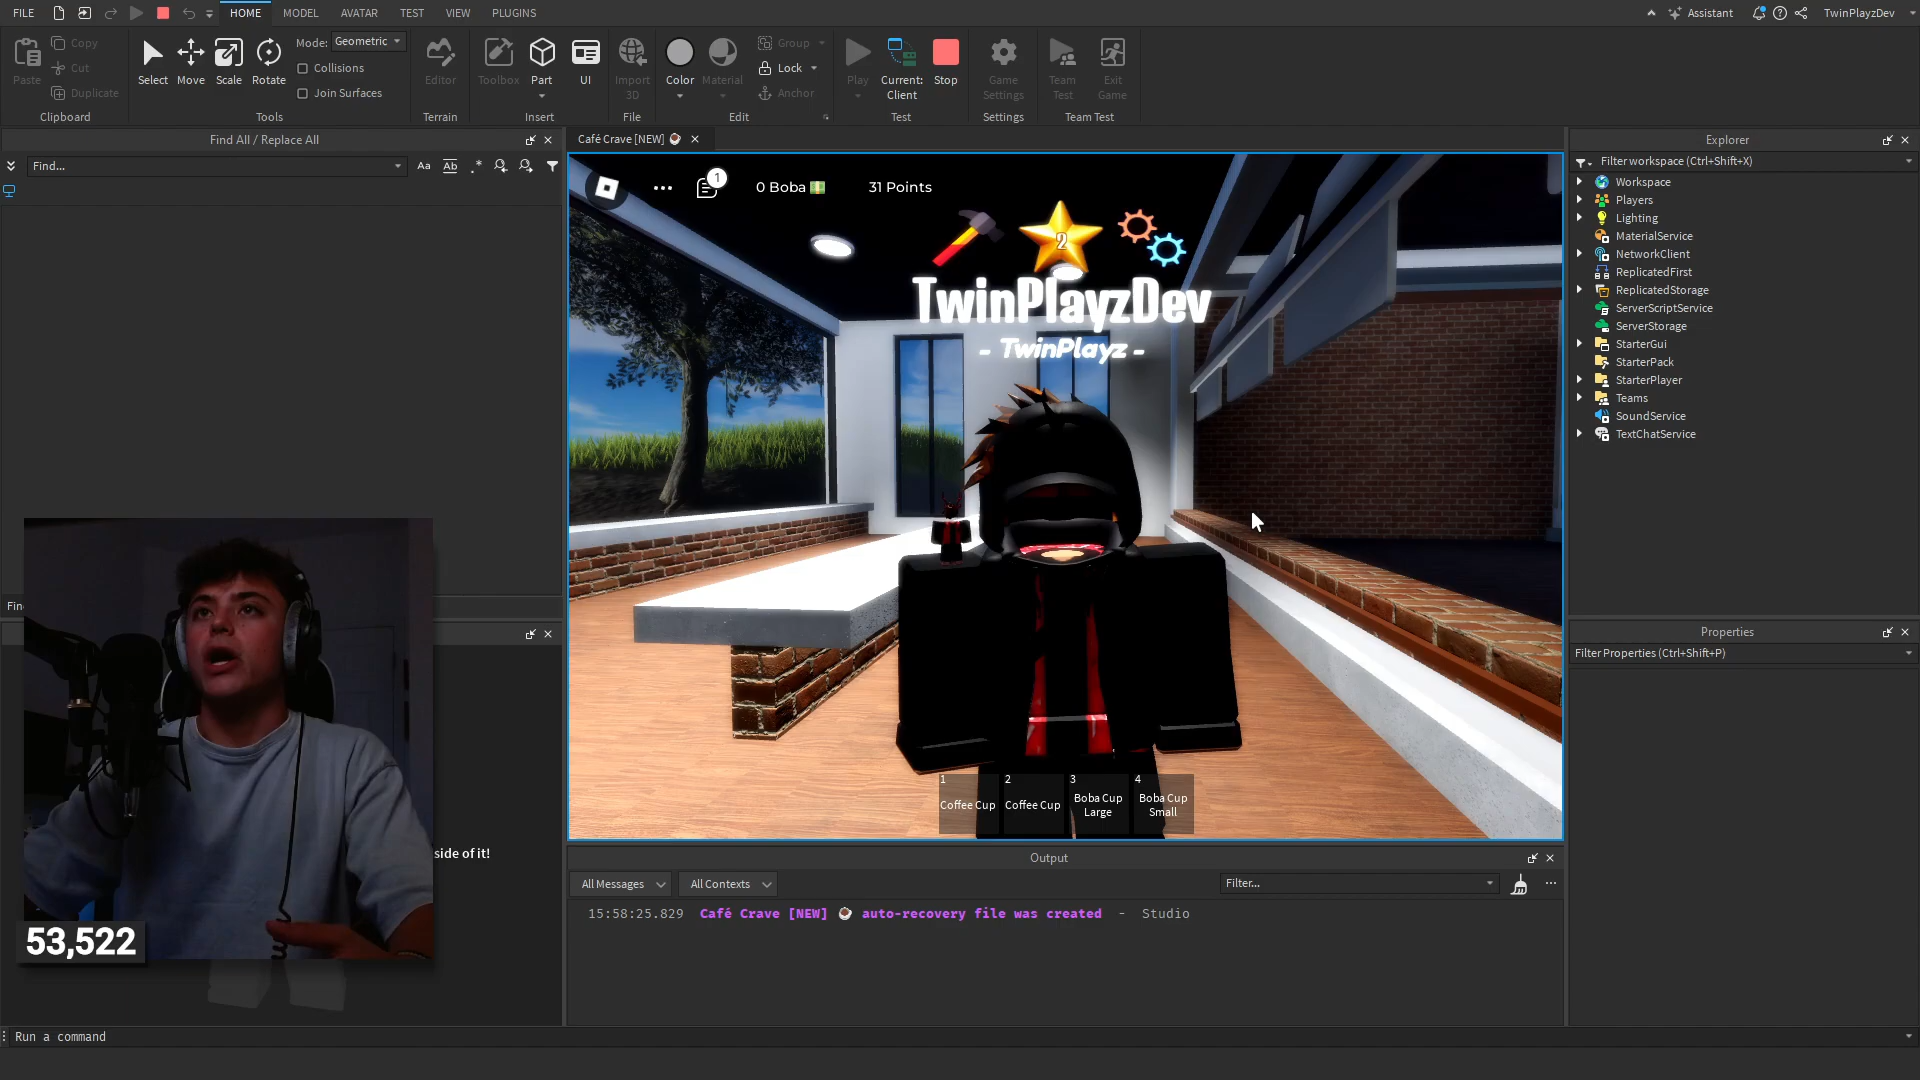 FILE HOME MODEL AVATAR TEST VIEW PLUGINS Assistant TwinPlayzDev
Paste Copy Cut Duplicate Clipboard
Select Move Scale Rotate Mode: Geometric Collisions Join Surfaces Tools
Editor Terrain
Toolbox Part UI Insert
Import 3D File
Color Material Group Lock Anchor Edit
Play Current: Client Stop Test
Game Settings Settings
Team Test Exit Game Team Test
Find All / Replace All
Find... Aa Ab .*
Café Crave [NEW]
1
0 Boba 31 Points
2
TwinPlayzDev
- TwinPlayz -
1 Coffee Cup
2 Coffee Cup
3 Boba Cup Large
4 Boba Cup Small
Explorer
Filter workspace (Ctrl+Shift+X)
Workspace
Players
Lighting
MaterialService
NetworkClient
ReplicatedFirst
ReplicatedStorage
ServerScriptService
ServerStorage
StarterGui
StarterPack
StarterPlayer
Teams
SoundService
TextChatService
Properties
Filter Properties (Ctrl+Shift+P)
side of it!
53,522
Output
All Messages All Contexts Filter...
15:58:25.829 Café Crave [NEW] auto-recovery file was created - Studio
Run a command